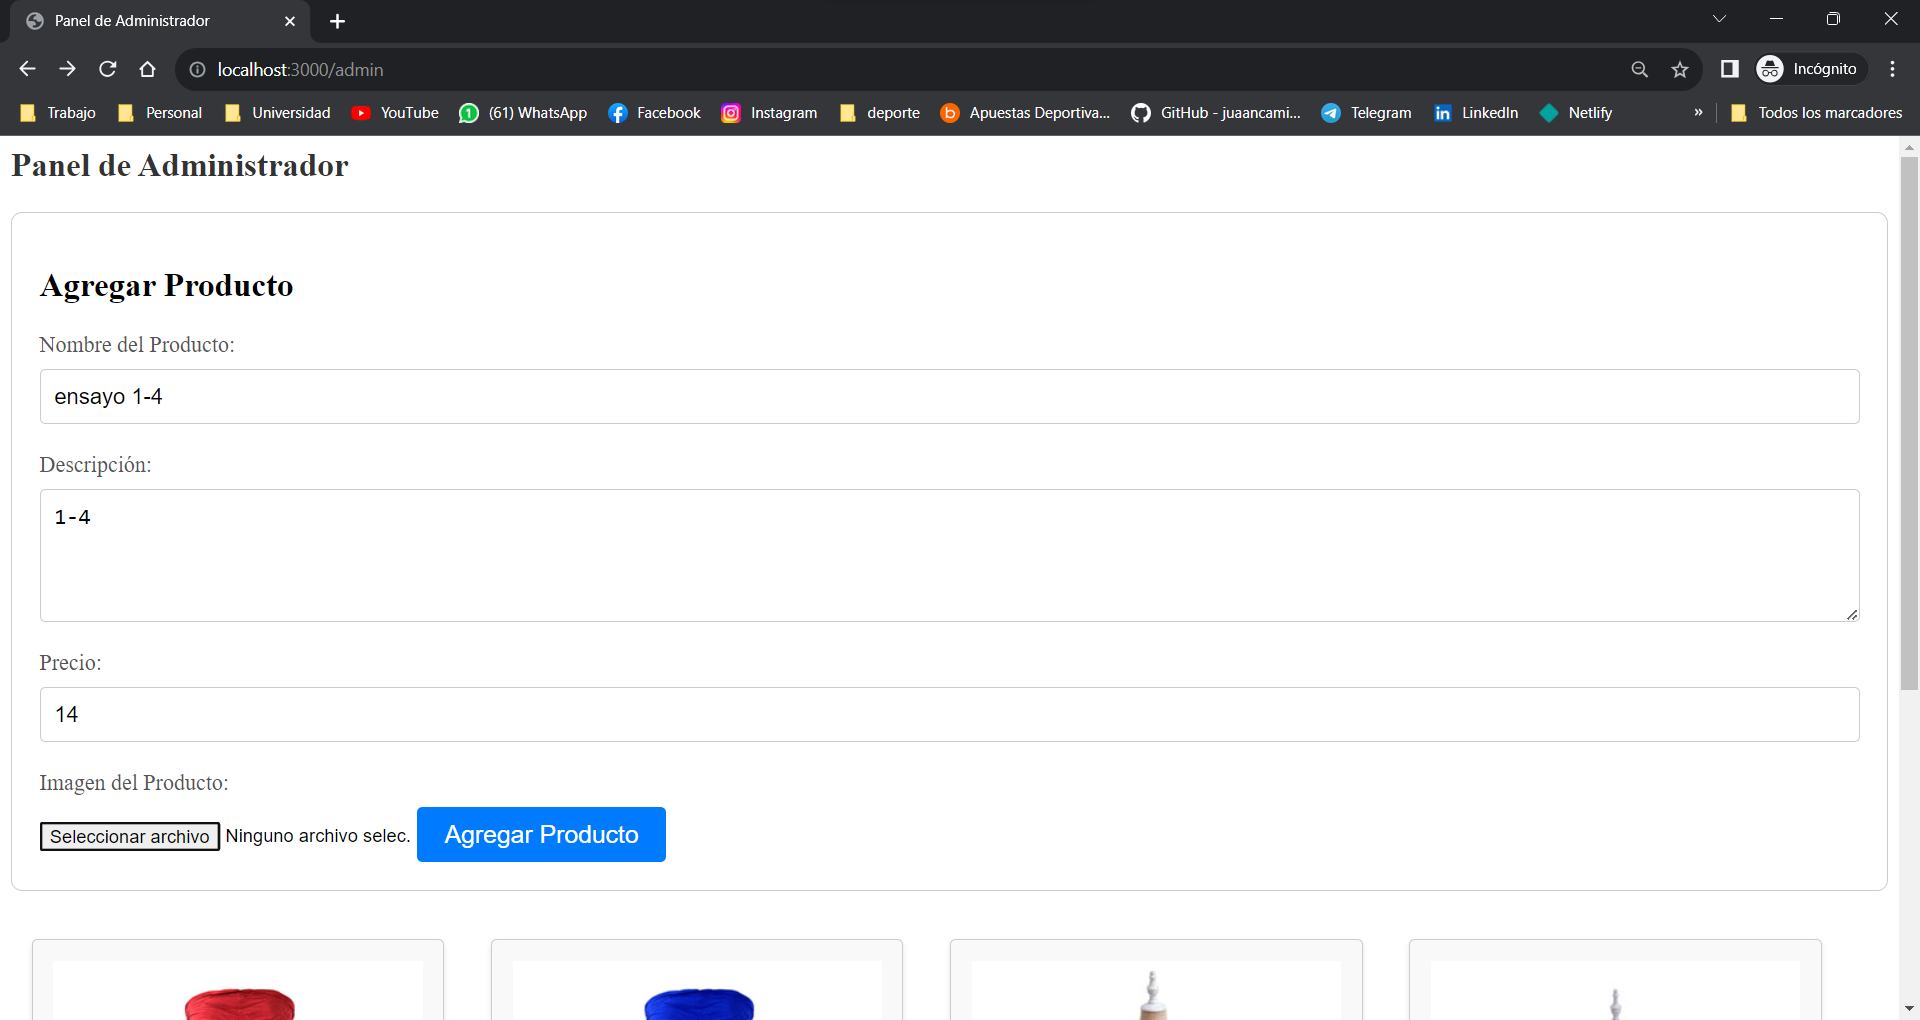 Panel de Administrador
localhost:3000/admin
Incógnito
Trabajo Personal Universidad YouTube (61) WhatsApp Facebook Instagram deporte Apuestas Deportiva... GitHub - juaancami... Telegram LinkedIn Netlify » Todos los marcadores
Panel de Administrador
Agregar Producto
Nombre del Producto:
ensayo 1-4
Descripción:
1-4
Precio:
14
Imagen del Producto:
Seleccionar archivo Ninguno archivo selec. Agregar Producto